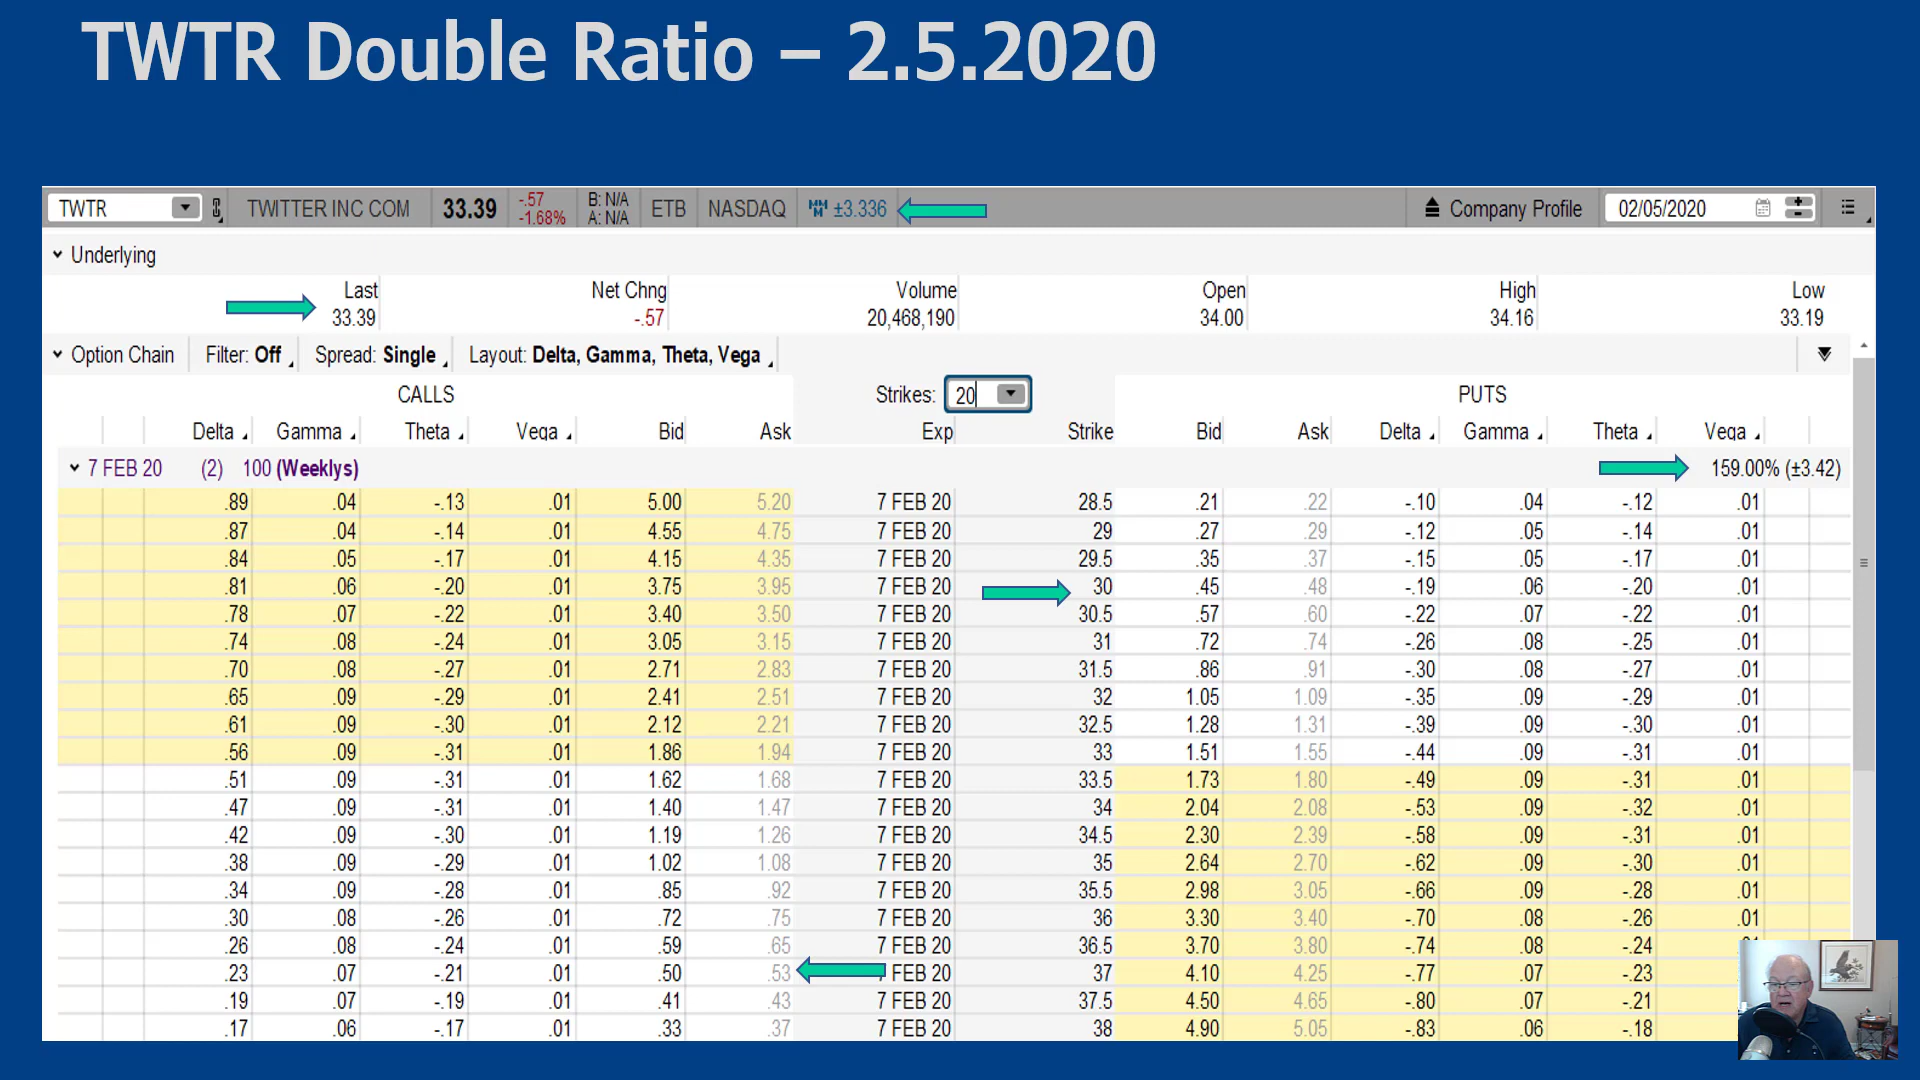 TWTR Double Ratio – 2.5.2020
TWTR TWITTER INC COM 33.39 -.57 -1.68% B: N/A A: N/A ETB NASDAQ ±3.336 Company Profile 02/05/2020
Underlying
Last Net Chng Volume Open High Low
33.39 -.57 20,468,190 34.00 34.16 33.19
Option Chain Filter: Off Spread: Single Layout: Delta, Gamma, Theta, Vega
CALLS Strikes: 20 PUTS
Delta Gamma Theta Vega Bid Ask Exp Strike Bid Ask Delta Gamma Theta Vega
7 FEB 20 (2) 100 (Weeklys) 159.00% (±3.42)
.89 .04 -.13 .01 5.00 5.20 7 FEB 20 28.5 .21 .22 -.10 .04 -.12 .01
.87 .04 -.14 .01 4.55 4.75 7 FEB 20 29 .27 .29 -.12 .05 -.14 .01
.84 .05 -.17 .01 4.15 4.35 7 FEB 20 29.5 .35 .37 -.15 .05 -.17 .01
.81 .06 -.20 .01 3.75 3.95 7 FEB 20 30 .45 .48 -.19 .06 -.20 .01
.78 .07 -.22 .01 3.40 3.50 7 FEB 20 30.5 .57 .60 -.22 .07 -.22 .01
.74 .08 -.24 .01 3.05 3.15 7 FEB 20 31 .72 .74 -.26 .08 -.25 .01
.70 .08 -.27 .01 2.71 2.83 7 FEB 20 31.5 .86 .91 -.30 .08 -.27 .01
.65 .09 -.29 .01 2.41 2.51 7 FEB 20 32 1.05 1.09 -.35 .09 -.29 .01
.61 .09 -.30 .01 2.12 2.21 7 FEB 20 32.5 1.28 1.31 -.39 .09 -.30 .01
.56 .09 -.31 .01 1.86 1.94 7 FEB 20 33 1.51 1.55 -.44 .09 -.31 .01
.51 .09 -.31 .01 1.62 1.68 7 FEB 20 33.5 1.73 1.80 -.49 .09 -.31 .01
.47 .09 -.31 .01 1.40 1.47 7 FEB 20 34 2.04 2.08 -.53 .09 -.32 .01
.42 .09 -.30 .01 1.19 1.26 7 FEB 20 34.5 2.30 2.39 -.58 .09 -.31 .01
.38 .09 -.29 .01 1.02 1.08 7 FEB 20 35 2.64 2.70 -.62 .09 -.30 .01
.34 .09 -.28 .01 .85 .92 7 FEB 20 35.5 2.98 3.05 -.66 .09 -.28 .01
.30 .08 -.26 .01 .72 .75 7 FEB 20 36 3.30 3.40 -.70 .08 -.26 .01
.26 .08 -.24 .01 .59 .65 7 FEB 20 36.5 3.70 3.80 -.74 .08 -.24
.23 .07 -.21 .01 .50 .53 FEB 20 37 4.10 4.25 -.77 .07 -.23
.19 .07 -.19 .01 .41 .43 7 FEB 20 37.5 4.50 4.65 -.80 .07 -.21
.17 .06 -.17 .01 .33 .37 7 FEB 20 38 4.90 5.05 -.83 .06 -.18